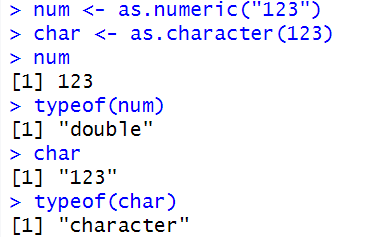 > num <- as.numeric("123")
> char <- as.character(123)
> num
[1] 123
> typeof(num)
[1] "double"
> char
[1] "123"
> typeof(char)
[1] "character"